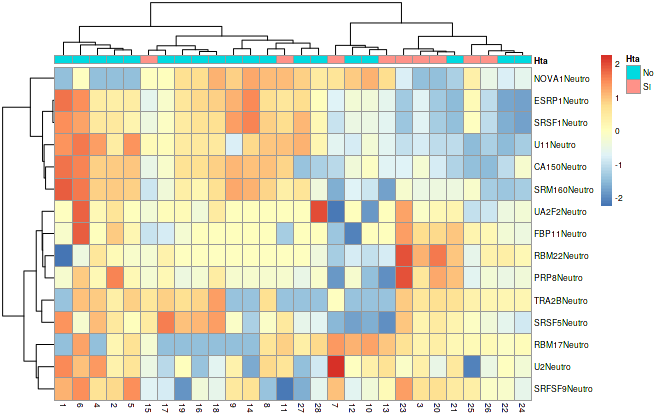 Hta
NOVA1Neutro
ESRP1Neutro
SRSF1Neutro
U11Neutro
CA150Neutro
SRM160Neutro
UA2F2Neutro
FBP11Neutro
RBM22Neutro
PRP8Neutro
TRA2BNeutro
SRSF5Neutro
RBM17Neutro
U2Neutro
SRFSF9Neutro
1 6 4 2 5 15 17 19 16 18 9 14 8 11 27 28 7 12 10 13 23 3 20 21 25 26 22 24
2
1
0
-1
-2
Hta
No
SI